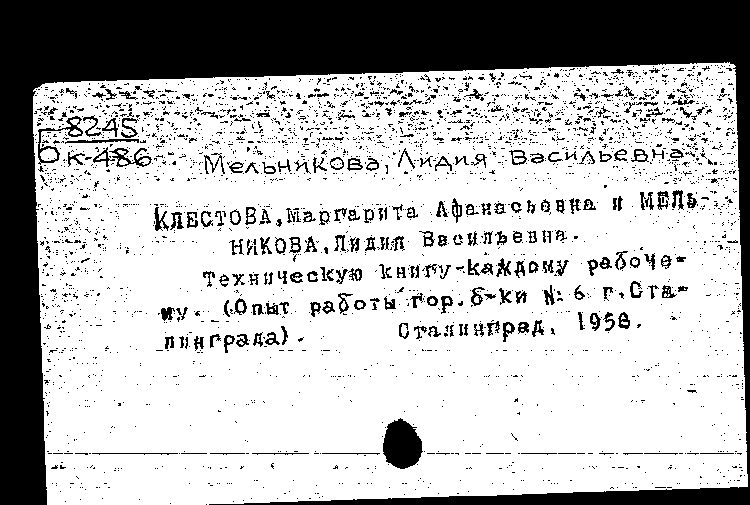 Б 8245
К-486
Мельникова, Лидия Васильевна
КЛЕСТОВА, Маргарита Афанасьевна и МЕЛЬ-
НИКОВА, Лидия Васильевна.
Техническую книгу-каждому рабоче-
му. (Опыт работы гор. б-ки № 6 г. Ста-
линграда). Сталинград, 1958.